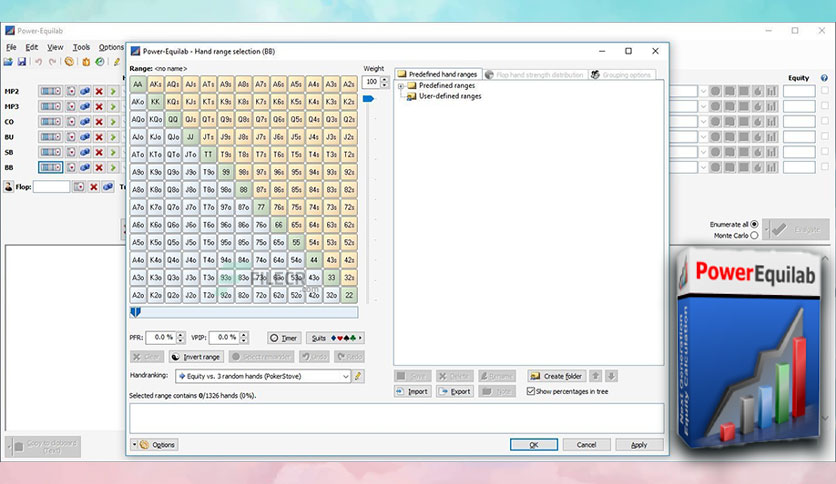 Power-Equilab
File Edit View Tools Options
Power-Equilab - Hand range selection (BB)
Range: <no name>
Weight
100
Predefined hand ranges
Flop hand strength distribution
Grouping options
Predefined ranges
User-defined ranges
AA AKs AQs AJs ATs A9s A8s A7s A6s A5s A4s A3s A2s
AKo KK KQs KJs KTs K9s K8s K7s K6s K5s K4s K3s K2s
AQo KQo QQ QJs QTs Q9s Q8s Q7s Q6s Q5s Q4s Q3s Q2s
AJo KJo QJo JJ JTs J9s J8s J7s J6s J5s J4s J3s J2s
ATo KTo QTo JTo TT T9s T8s T7s T6s T5s T4s T3s T2s
A9o K9o Q9o J9o T9o 99 98s 97s 96s 95s 94s 93s 92s
A8o K8o Q8o J8o T8o 98o 88 87s 86s 85s 84s 83s 82s
A7o K7o Q7o J7o T7o 97o 87o 77 76s 75s 74s 73s 72s
A6o K6o Q6o J6o T6o 96o 86o 76o 66 65s 64s 63s 62s
A5o K5o Q5o J5o T5o 95o 85o 75o 65o 55 54s 53s 52s
A4o K4o Q4o J4o T4o 94o 84o 74o 64o 54o 44 43s 42s
A3o K3o Q3o J3o T3o 93o 83o 73o 63o 53o 43o 33 32s
A2o K2o Q2o J2o T2o 92o 82o 72o 62o 52o 42o 32o 22
FILECR
.com
MP2
MP3
CO
BU
SB
BB
Flop:
Equity
Enumerate all
Monte Carlo
Evaluate
PFR: 0.0 % VPIP: 0.0 % Timer Suits
Clear Invert range Select remainder Undo Redo
Handranking: Equity vs. 3 random hands (PokerStove)
Selected range contains 0/1326 hands (0%).
Save Delete Rename Create folder
Import Export Note Show percentages in tree
Options OK Cancel Apply
Copy to clipboard
(Text)
PowerEquilab
Next Generation
Equity Calculation